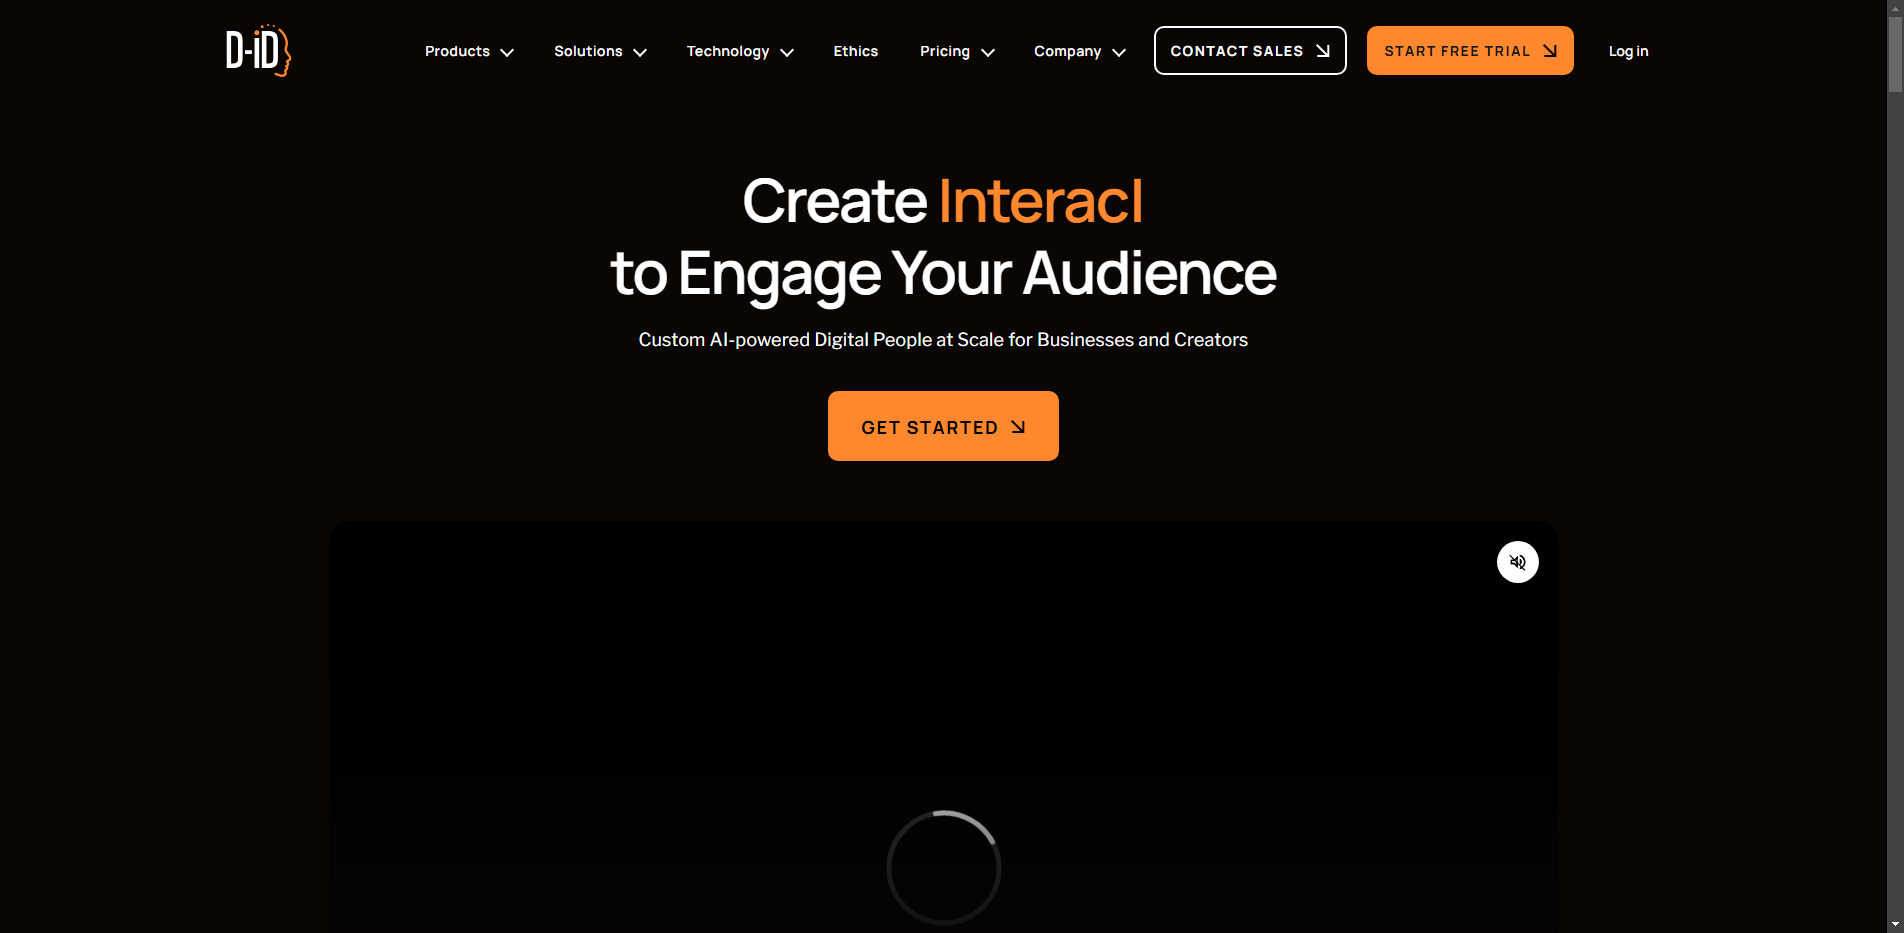 D-iD
Products
Solutions
Technology
Ethics
Pricing
Company
CONTACT SALES
START FREE TRIAL
Log in
Create Interac|
to Engage Your Audience
Custom AI-powered Digital People at Scale for Businesses and Creators
GET STARTED